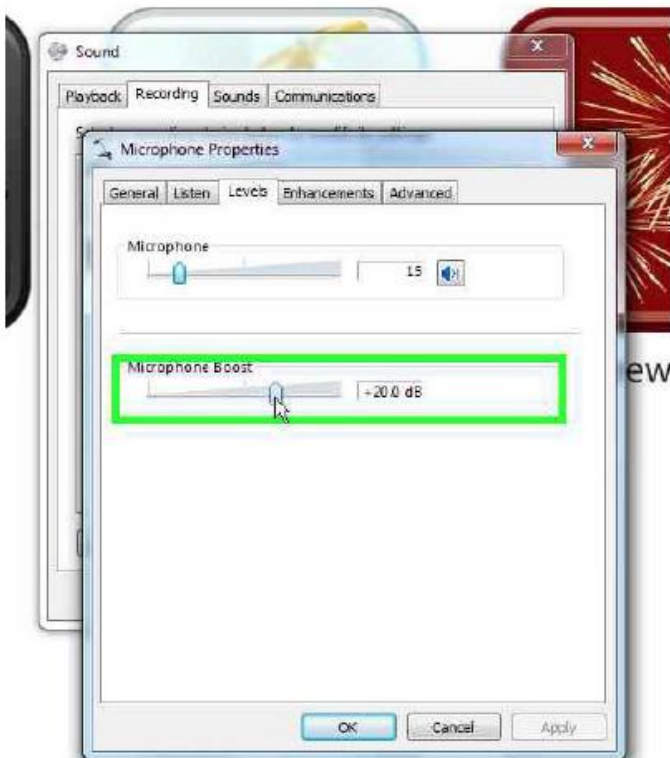 Sound
Playback Recording Sounds Communications
Microphone Properties
General Listen Levels Enhancements Advanced
Microphone
15
Microphone Boost
+20.0 dB
ew
OK Cancel Apply